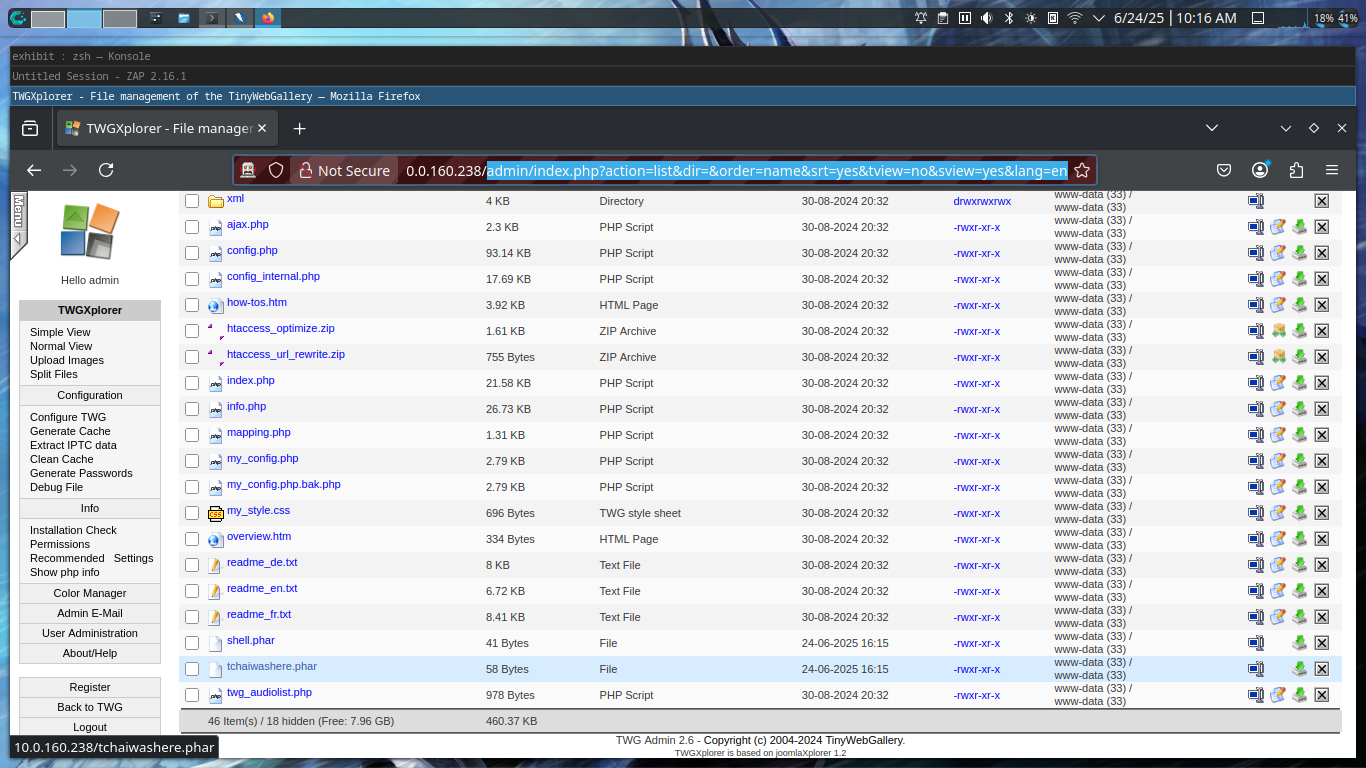 6/24/25 | 10:16 AM 18% 41%
exhibit : zsh — Konsole
Untitled Session - ZAP 2.16.1
TWGXplorer - File management of the TinyWebGallery — Mozilla Firefox
TWGXplorer - File manager
Not Secure 0.0.160.238/admin/index.php?action=list&dir=&order=name&srt=yes&tview=no&sview=yes&lang=en
Menu
Hello admin
TWGXplorer
Simple View
Normal View
Upload Images
Split Files
Configuration
Configure TWG
Generate Cache
Extract IPTC data
Clean Cache
Generate Passwords
Debug File
Info
Installation Check
Permissions
Recommended Settings
Show php info
Color Manager
Admin E-Mail
User Administration
About/Help
Register
Back to TWG
Logout
xml 4 KB Directory 30-08-2024 20:32 drwxrwxrwx www-data (33) / www-data (33)
ajax.php 2.3 KB PHP Script 30-08-2024 20:32 -rwxr-xr-x www-data (33) / www-data (33)
config.php 93.14 KB PHP Script 30-08-2024 20:32 -rwxr-xr-x www-data (33) / www-data (33)
config_internal.php 17.69 KB PHP Script 30-08-2024 20:32 -rwxr-xr-x www-data (33) / www-data (33)
how-tos.htm 3.92 KB HTML Page 30-08-2024 20:32 -rwxr-xr-x www-data (33) / www-data (33)
htaccess_optimize.zip 1.61 KB ZIP Archive 30-08-2024 20:32 -rwxr-xr-x www-data (33) / www-data (33)
htaccess_url_rewrite.zip 755 Bytes ZIP Archive 30-08-2024 20:32 -rwxr-xr-x www-data (33) / www-data (33)
index.php 21.58 KB PHP Script 30-08-2024 20:32 -rwxr-xr-x www-data (33) / www-data (33)
info.php 26.73 KB PHP Script 30-08-2024 20:32 -rwxr-xr-x www-data (33) / www-data (33)
mapping.php 1.31 KB PHP Script 30-08-2024 20:32 -rwxr-xr-x www-data (33) / www-data (33)
my_config.php 2.79 KB PHP Script 30-08-2024 20:32 -rwxr-xr-x www-data (33) / www-data (33)
my_config.php.bak.php 2.79 KB PHP Script 30-08-2024 20:32 -rwxr-xr-x www-data (33) / www-data (33)
my_style.css 696 Bytes TWG style sheet 30-08-2024 20:32 -rwxr-xr-x www-data (33) / www-data (33)
overview.htm 334 Bytes HTML Page 30-08-2024 20:32 -rwxr-xr-x www-data (33) / www-data (33)
readme_de.txt 8 KB Text File 30-08-2024 20:32 -rwxr-xr-x www-data (33) / www-data (33)
readme_en.txt 6.72 KB Text File 30-08-2024 20:32 -rwxr-xr-x www-data (33) / www-data (33)
readme_fr.txt 8.41 KB Text File 30-08-2024 20:32 -rwxr-xr-x www-data (33) / www-data (33)
shell.phar 41 Bytes File 24-06-2025 16:15 -rwxr-xr-x www-data (33) / www-data (33)
tchaiwashere.phar 58 Bytes File 24-06-2025 16:15 -rwxr-xr-x www-data (33) / www-data (33)
twg_audiolist.php 978 Bytes PHP Script 30-08-2024 20:32 -rwxr-xr-x www-data (33) / www-data (33)
46 Item(s) / 18 hidden (Free: 7.96 GB) 460.37 KB
TWG Admin 2.6 - Copyright (c) 2004-2024 TinyWebGallery.
TWGXplorer is based on joomlaXplorer 1.2
10.0.160.238/tchaiwashere.phar